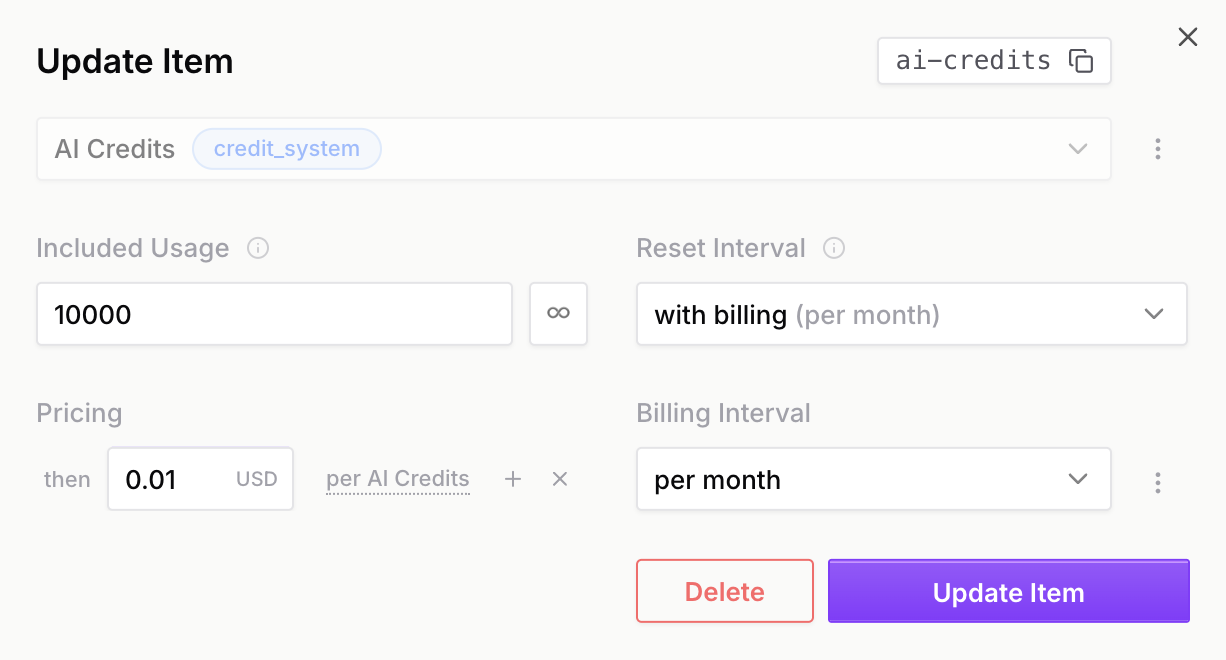 Update Item
ai-credits
AI Credits credit_system
Included Usage
Reset Interval
10000
∞
with billing (per month)
Pricing
Billing Interval
then 0.01 USD per AI Credits + ×
per month
Delete
Update Item